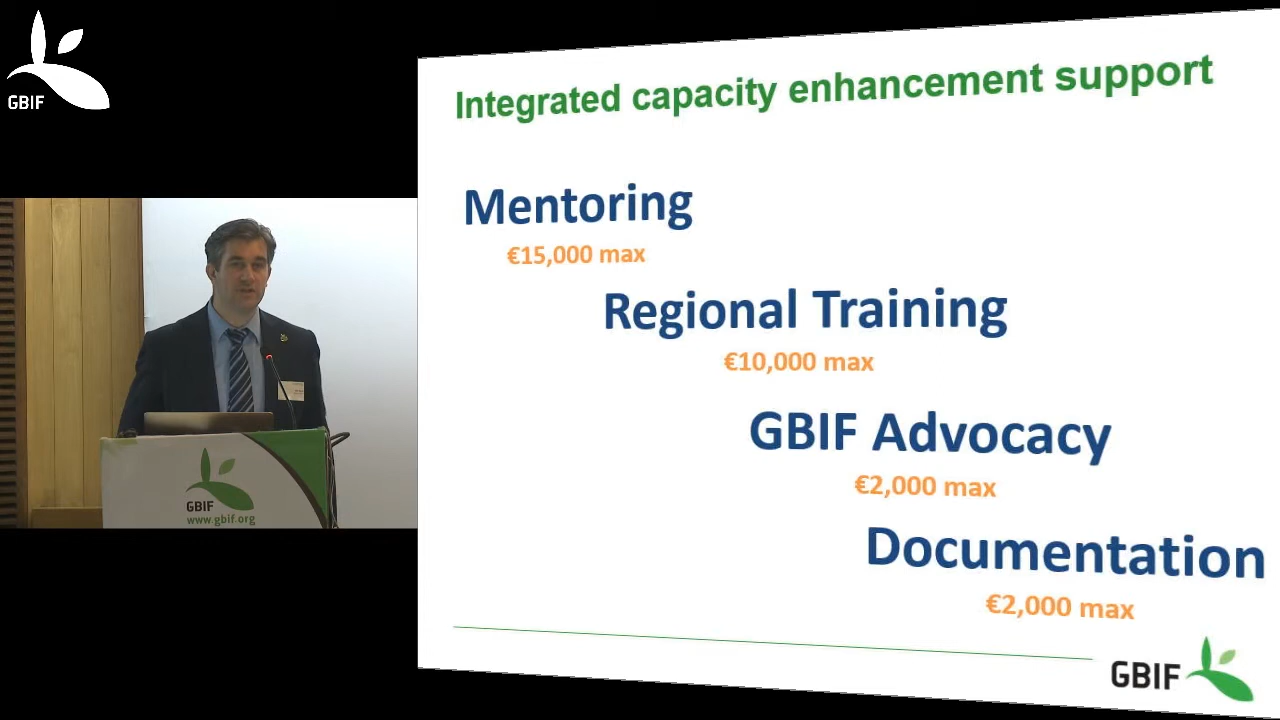 GBIF
Integrated capacity enhancement support
Mentoring
€15,000 max
Regional Training
€10,000 max
GBIF Advocacy
€2,000 max
Documentation
€2,000 max
GBIF
GBIF
www.gbif.org